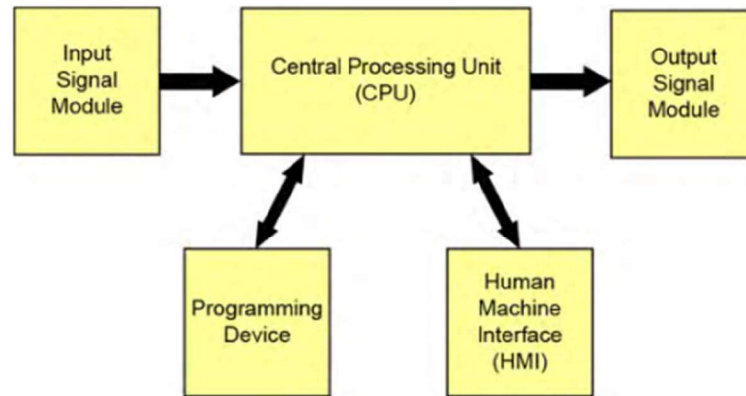 Input
Signal
Module
Central Processing Unit
(CPU)
Output
Signal
Module
Programming
Device
Human
Machine
Interface
(HMI)